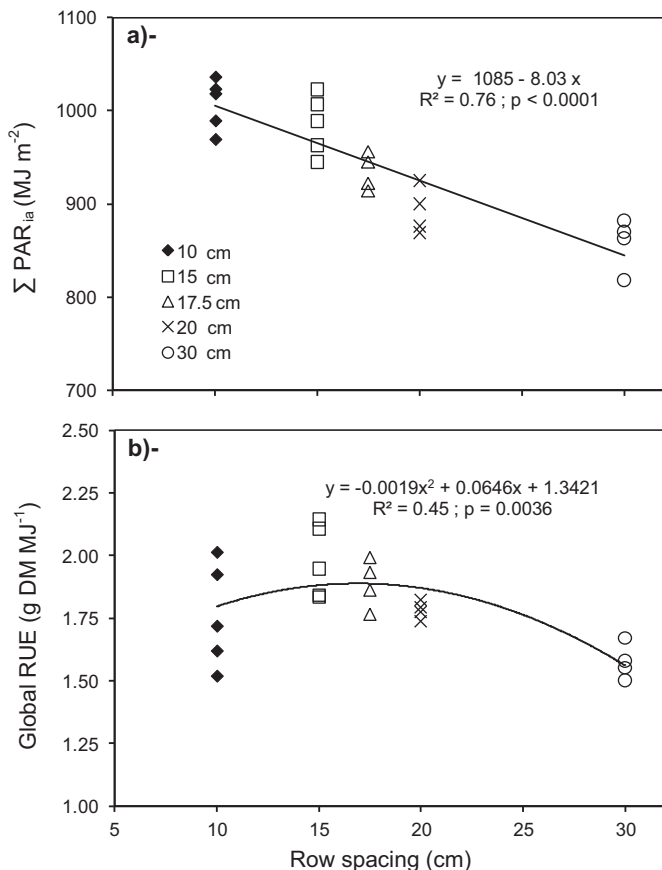 a)-
1100
1000
900
800
700
∑ PARia (MJ m-2)
y = 1085 - 8.03 x
R² = 0.76 ; p < 0.0001
10 cm
15 cm
17.5 cm
20 cm
30 cm
b)-
2.50
2.25
2.00
1.75
1.50
1.25
1.00
Global RUE (g DM MJ-1)
y = -0.0019x² + 0.0646x + 1.3421
R² = 0.45 ; p = 0.0036
5 10 15 20 25 30
Row spacing (cm)